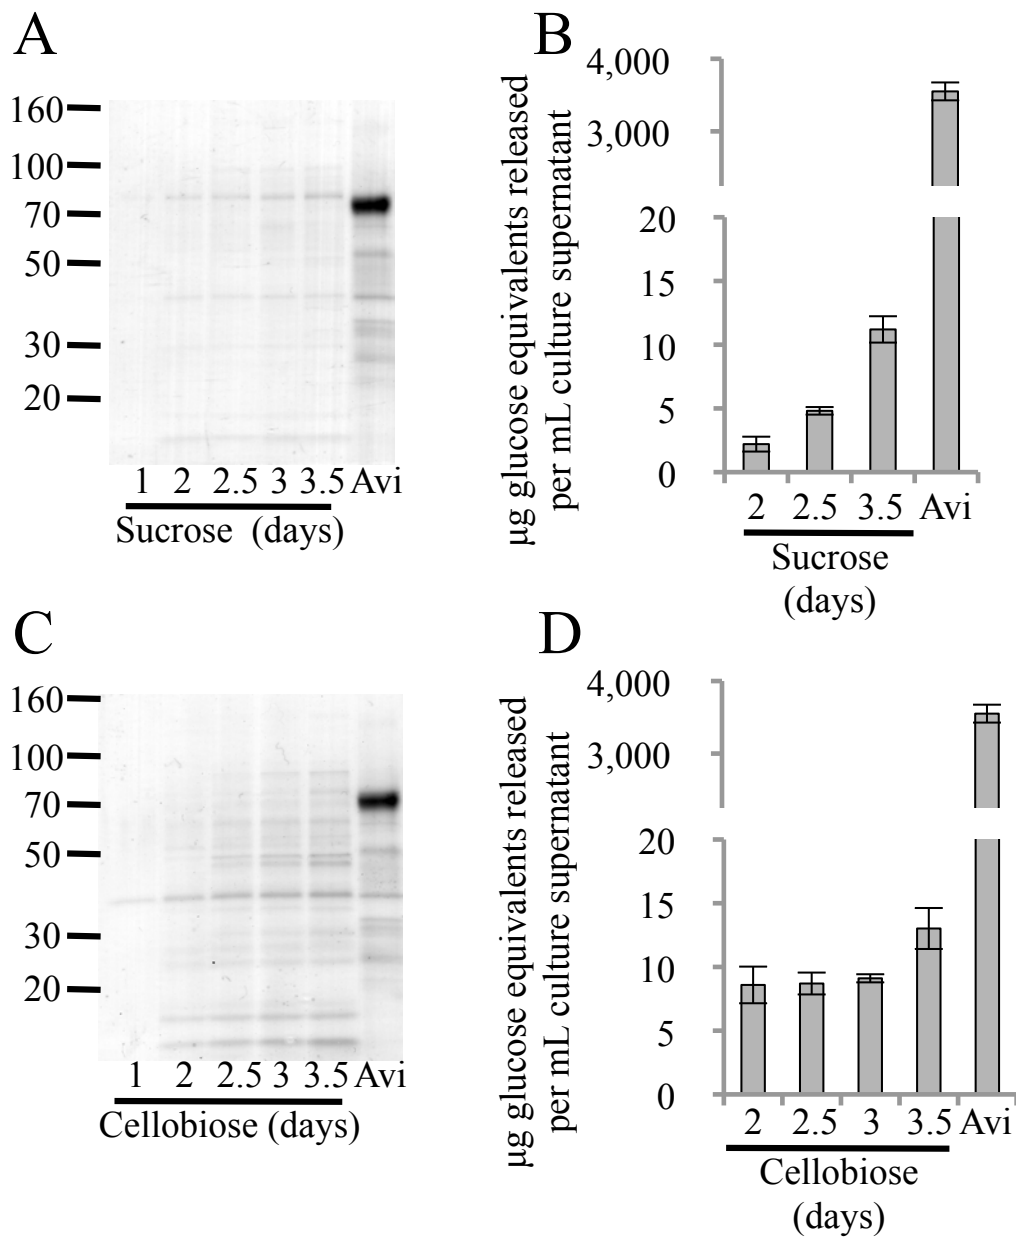 A
160
100
70
50
30
20
1 2 2.5 3 3.5 Avi
Sucrose (days)
B
µg glucose equivalents released
per mL culture supernatant
4,000
3,000
20
15
10
5
0
2 2.5 3.5 Avi
Sucrose
(days)
C
160
100
70
50
30
20
1 2 2.5 3 3.5 Avi
Cellobiose (days)
D
µg glucose equivalents released
per mL culture supernatant
4,000
3,000
20
15
10
5
0
2 2.5 3 3.5 Avi
Cellobiose
(days)